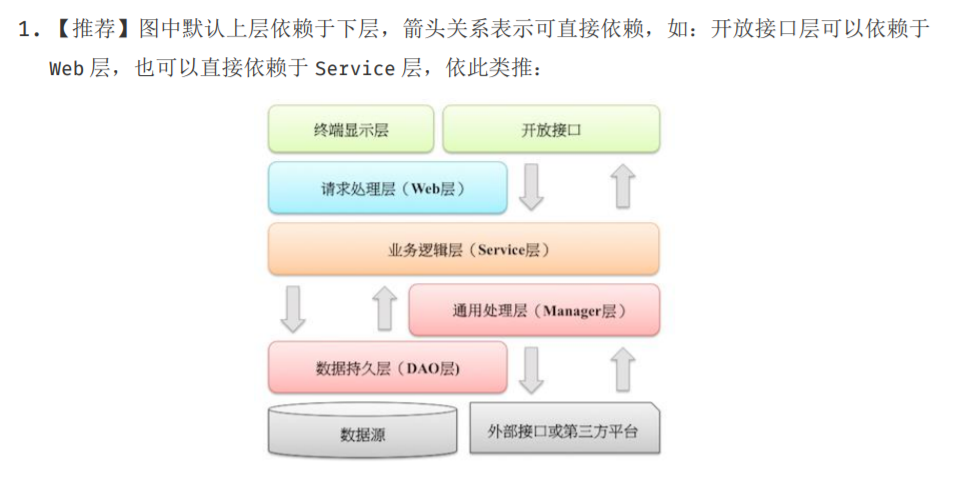 1. 【推荐】图中默认上层依赖于下层，箭头关系表示可直接依赖，如：开放接口层可以依赖于
Web 层，也可以直接依赖于 Service 层，依此类推：
终端显示层
开放接口
请求处理层（Web层）
业务逻辑层（Service层）
通用处理层（Manager层）
数据持久层（DAO层)
数据源
外部接口或第三方平台